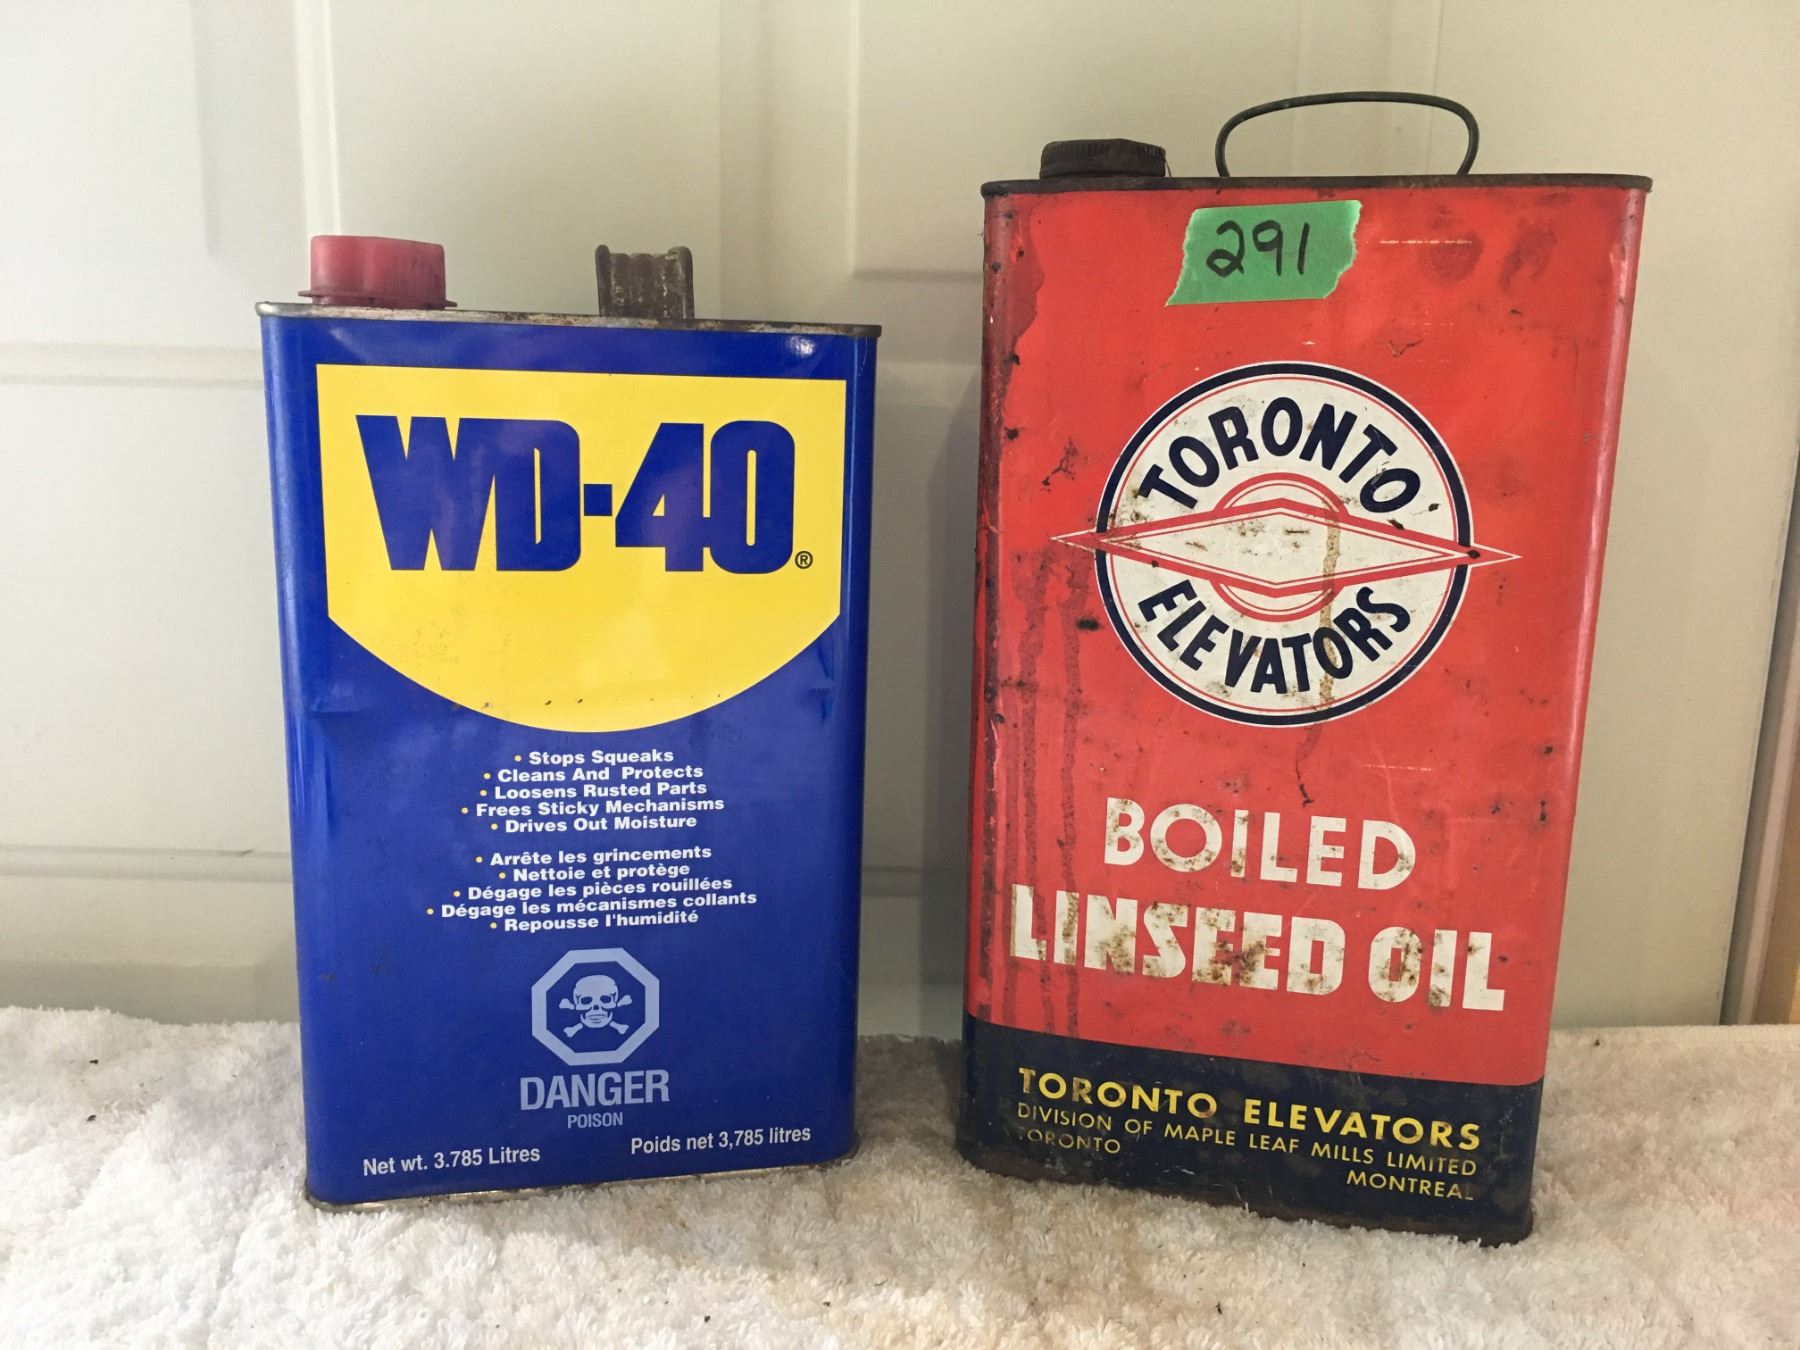 WD-40®
• Stops Squeaks
• Cleans And Protects
• Loosens Rusted Parts
• Frees Sticky Mechanisms
• Drives Out Moisture
• Arrête les grincements
• Nettoie et protège
• Dégage les pièces rouillées
• Dégage les mécanismes collants
• Repousse l'humidité
DANGER
POISON
Net wt. 3.785 Litres
Poids net 3,785 litres
291
TORONTO
ELEVATORS
BOILED
LINSEED OIL
TORONTO ELEVATORS
DIVISION OF MAPLE LEAF MILLS LIMITED
TORONTO
MONTREAL